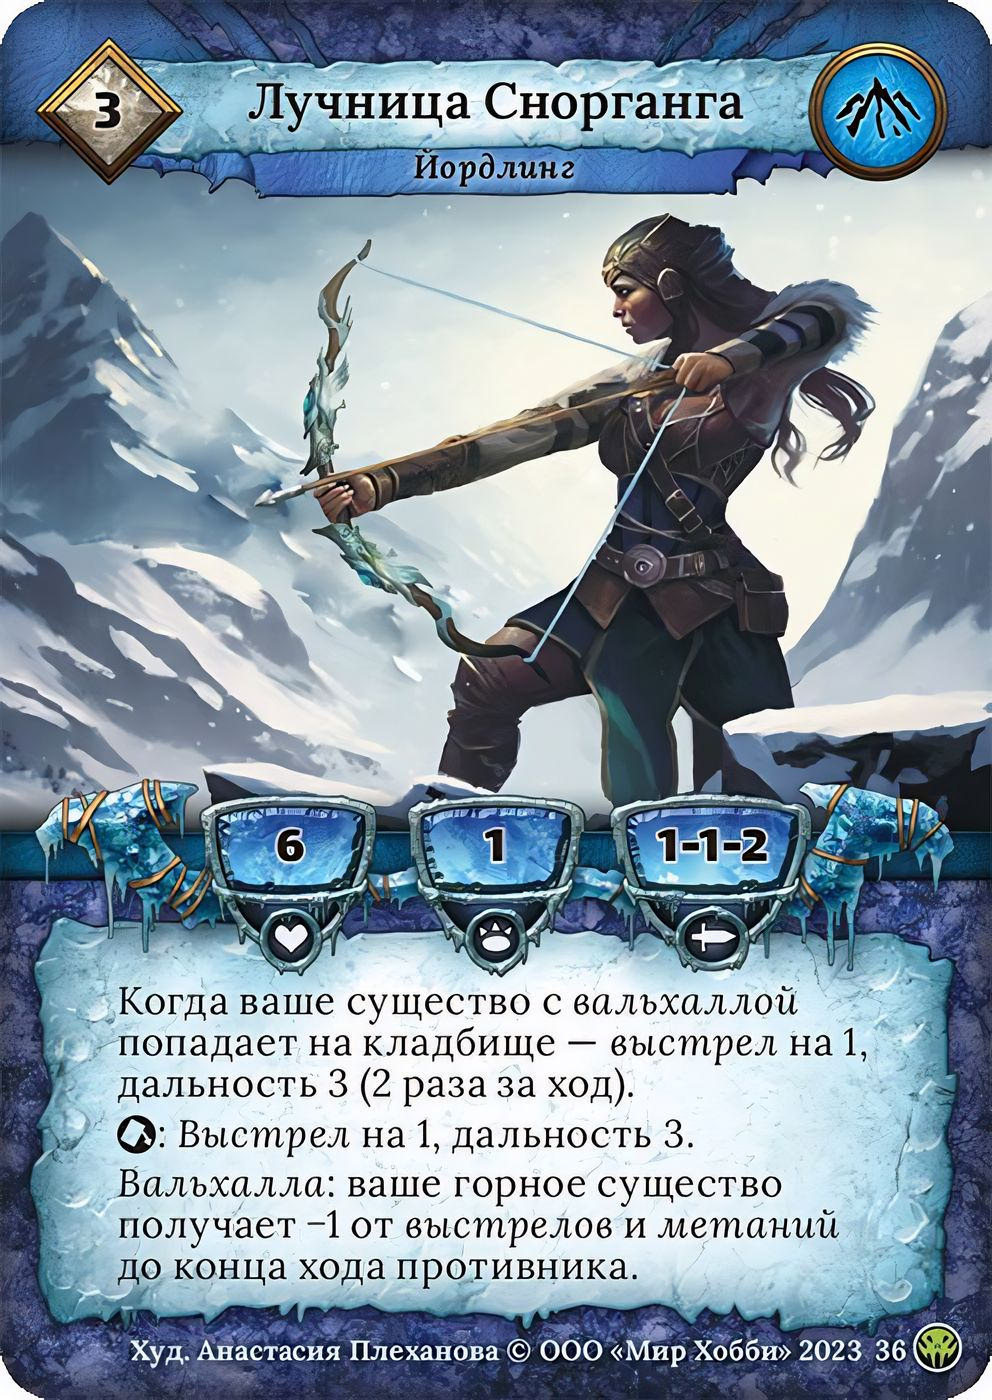 3
Лучница Снорганга
Йордлинг
6
1
1-1-2
Когда ваше существо с вальхаллой
попадает на кладбище — выстрел на 1,
дальность 3 (2 раза за ход).
: Выстрел на 1, дальность 3.
Вальхалла: ваше горное существо
получает −1 от выстрелов и метаний
до конца хода противника.
Худ. Анастасия Плеханова © ООО «Мир Хобби» 2023 36